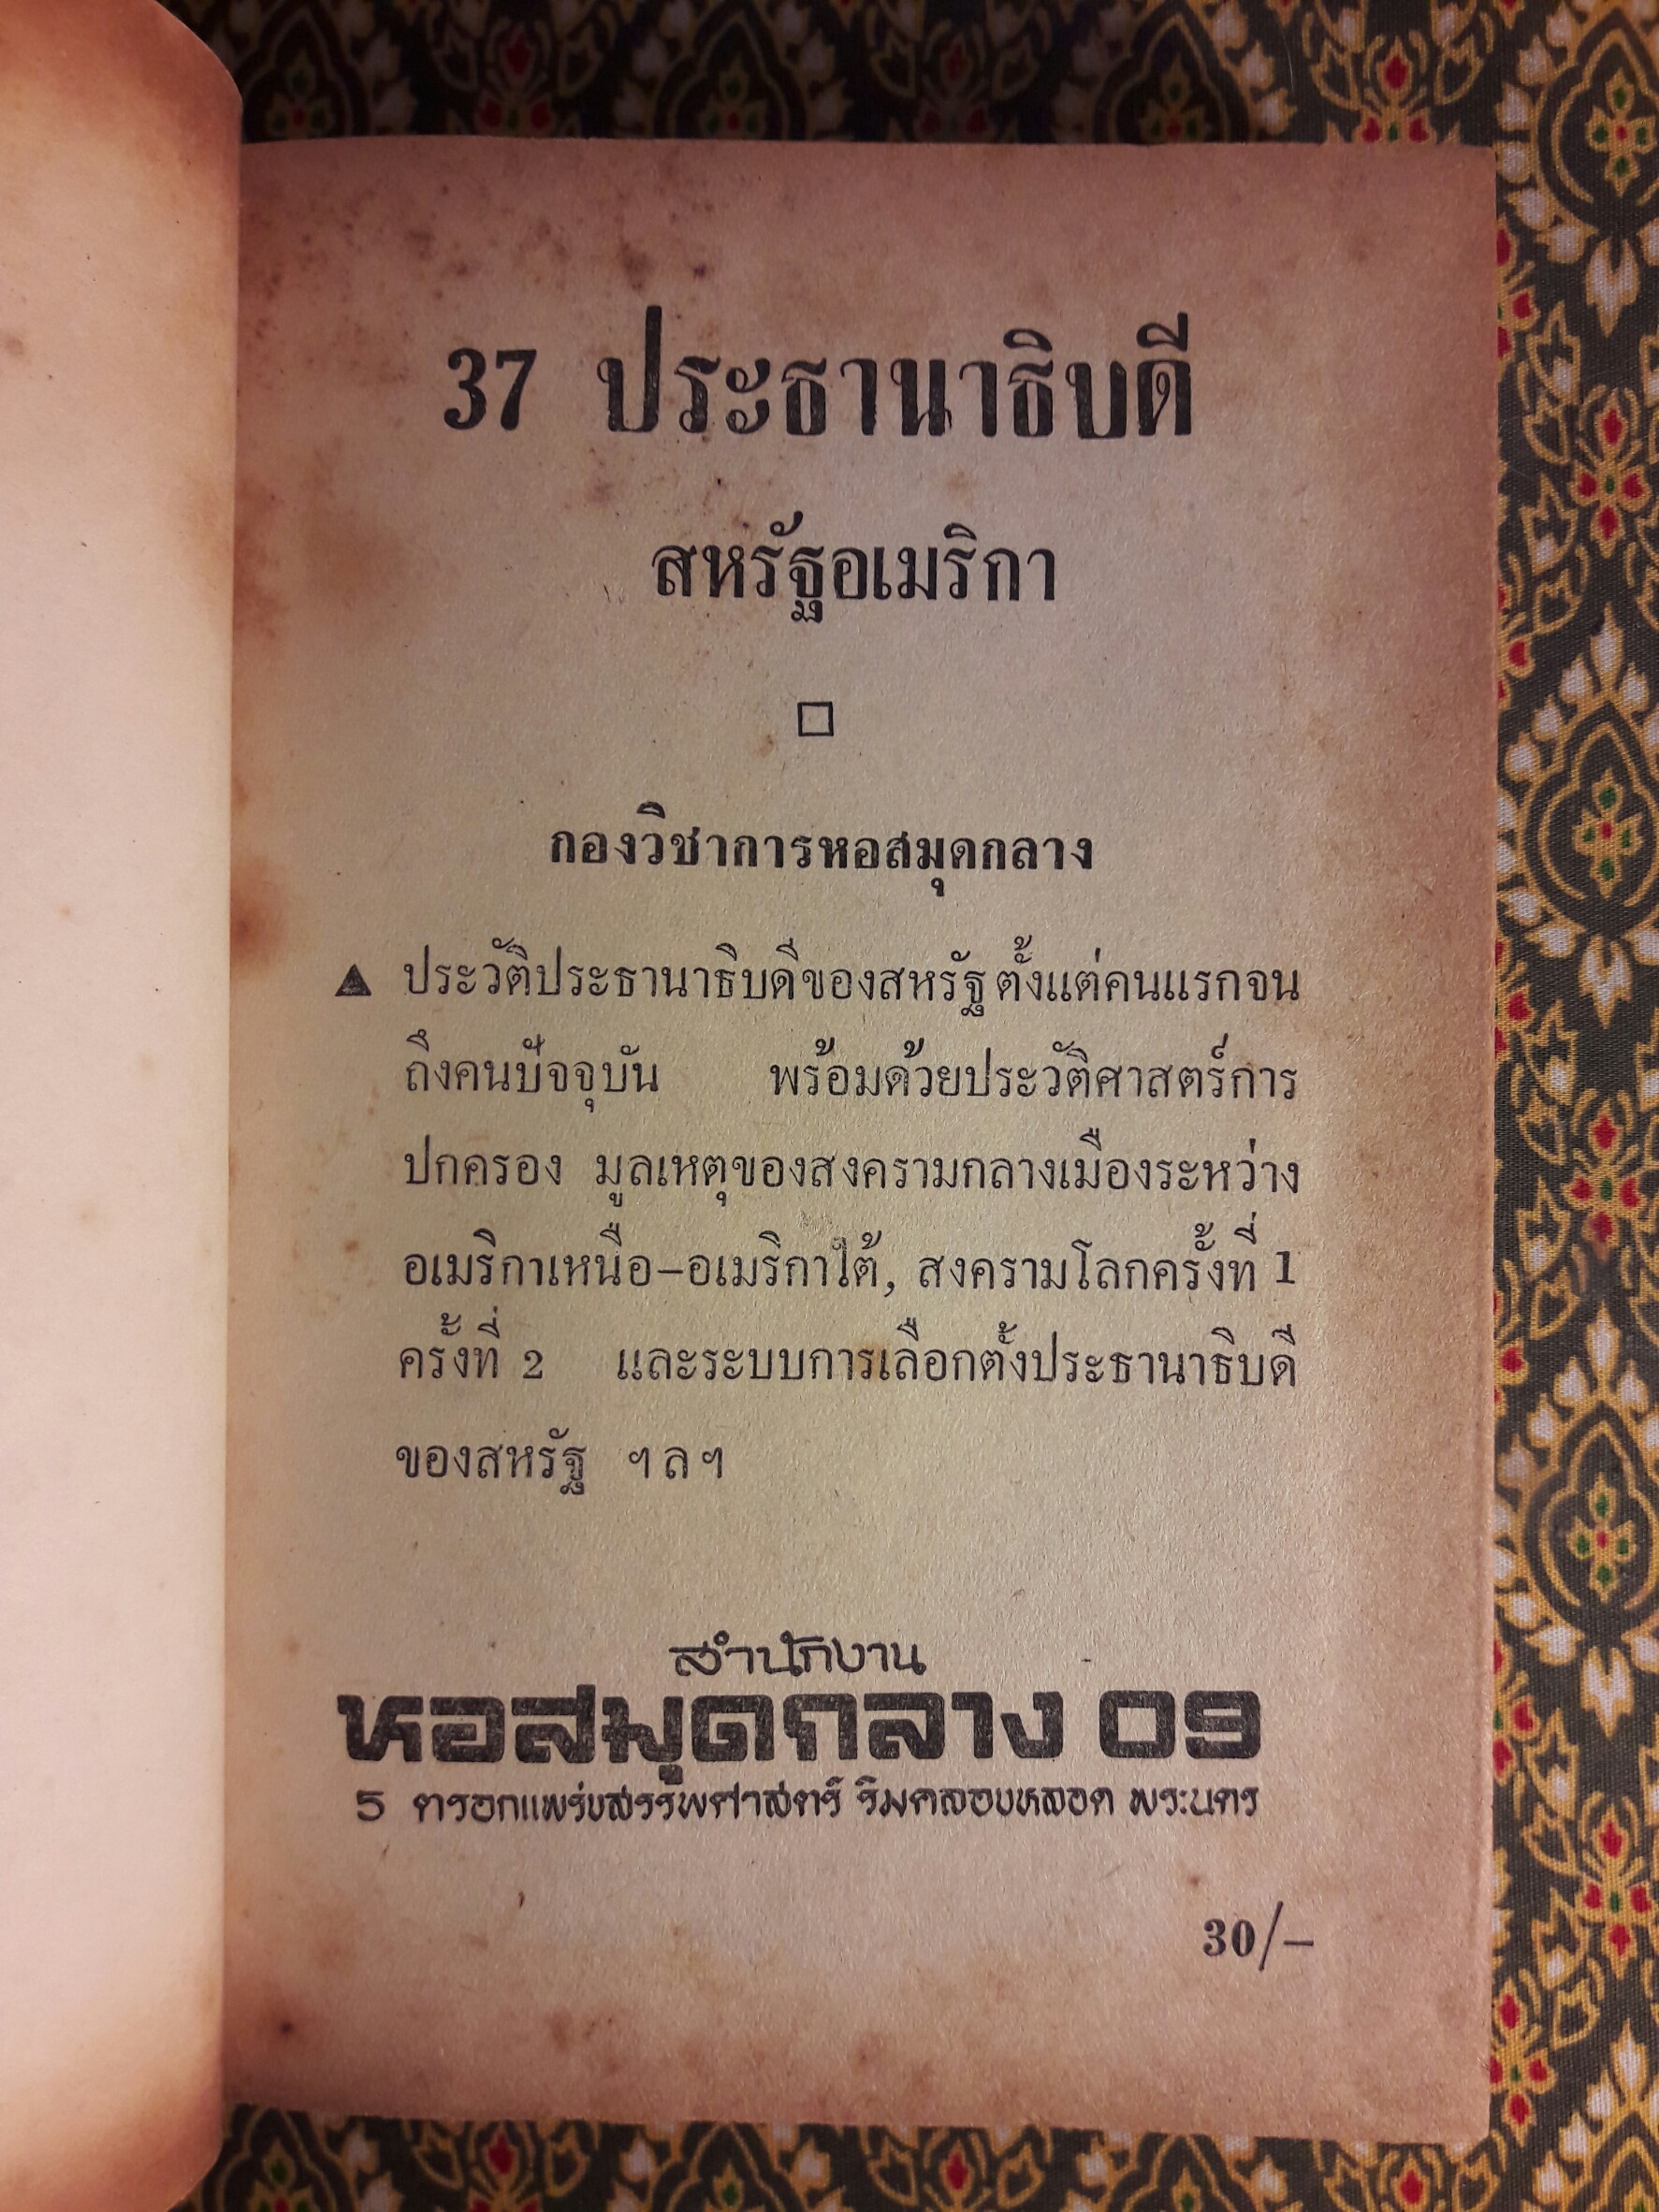 37 ประธานาธิบดี
สหรัฐอเมริกา
กองวิชาการหอสมุดกลาง
▲ ประวัติประธานาธิบดีของสหรัฐ ตั้งแต่คนแรกจน
ถึงคนปัจจุบัน พร้อมด้วยประวัติศาสตร์การ
ปกครอง มูลเหตุของสงครามกลางเมืองระหว่าง
อเมริกาเหนือ–อเมริกาใต้, สงครามโลกครั้งที่ 1
ครั้งที่ 2 และระบบการเลือกตั้งประธานาธิบดี
ของสหรัฐ ฯลฯ
สำนักงาน
หอสมุดกลาง 09
5 ตรอกแพร่งสรรพศาสตร์ ริมคลองหลอด พระนคร
30/–